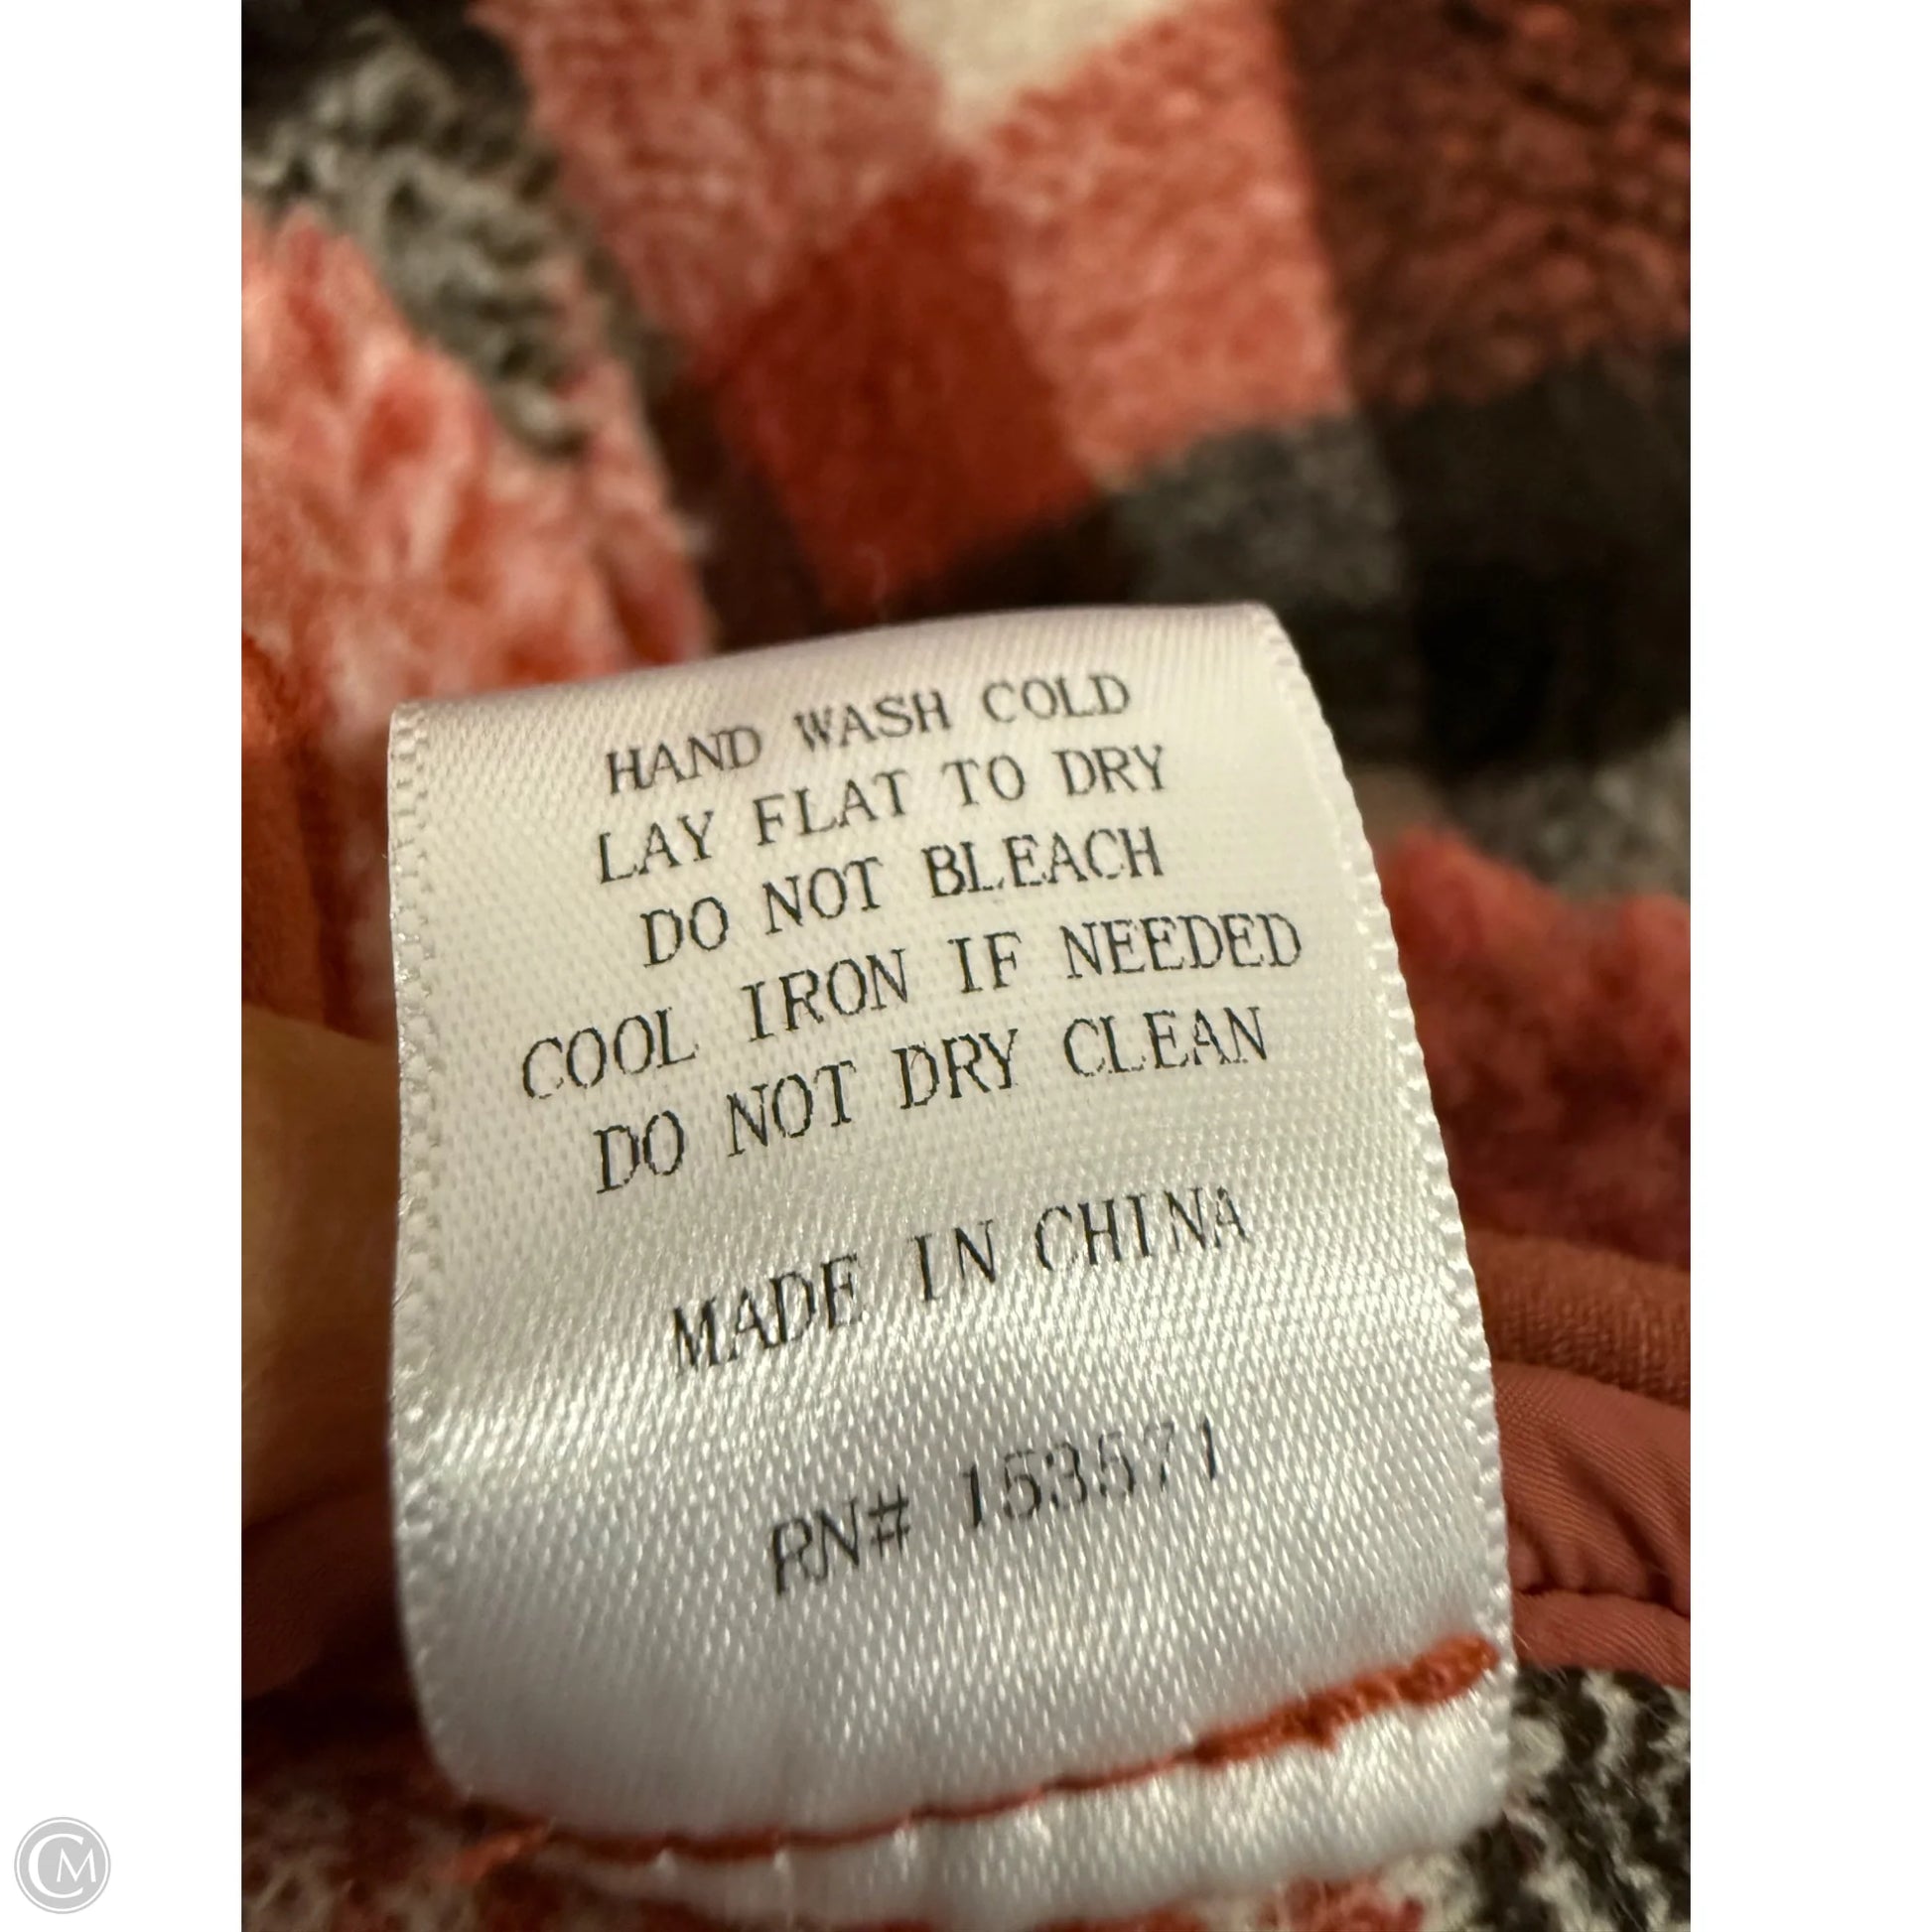 HAND WASH COLD
LAY FLAT TO DRY
DO NOT BLEACH
COOL IRON IF NEEDED
DO NOT DRY CLEAN
MADE IN CHINA
RN# 153571
CM